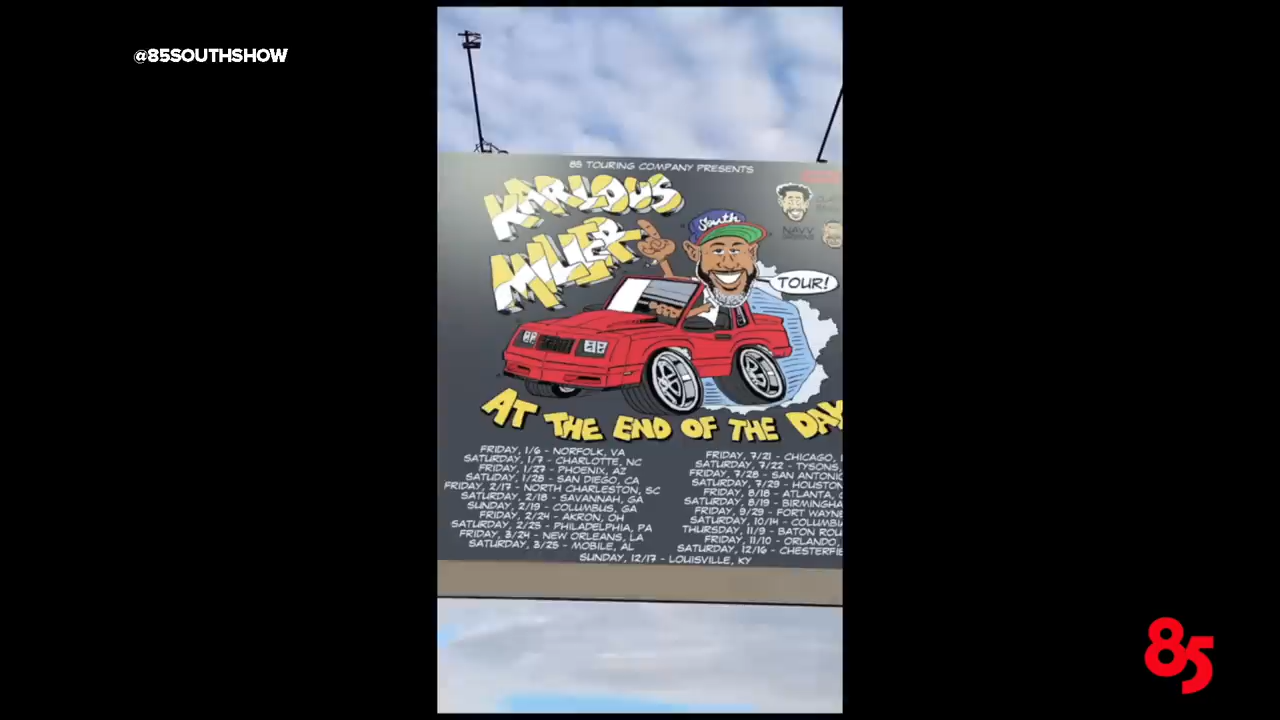 @85SOUTHSHOW
85 TOURING COMPANY PRESENTS
KARLOUS
MILLER
South
NAVV
TOUR!
AT THE END OF THE DAY
FRIDAY, 1/6 - NORFOLK, VA
SATURDAY, 1/7 - CHARLOTTE, NC
FRIDAY, 1/27 - PHOENIX, AZ
SATUDAY, 1/28 - SAN DIEGO, CA
FRIDAY, 2/17 - NORTH CHARLESTON, SC
SATURDAY, 2/18 - SAVANNAH, GA
SUNDAY, 2/19 - COLUMBUS, GA
FRIDAY, 2/24 - AKRON, OH
SATURDAY, 2/25 - PHILADELPHIA, PA
FRIDAY, 3/24 - NEW ORLEANS, LA
SATURDAY, 3/25 - MOBILE, AL
FRIDAY, 7/21 - CHICAGO,
SATURDAY, 7/22 - TYSONS,
FRIDAY, 7/28 - SAN ANTONIO
SATURDAY, 7/29 - HOUSTON
FRIDAY, 8/18 - ATLANTA,
SATURDAY, 8/19 - BIRMINGHA
FRIDAY, 9/29 - FORT WAYNE
SATURDAY, 10/14 - COLUMBI
THURSDAY, 11/9 - BATON ROU
FRIDAY, 11/10 - ORLANDO,
SATURDAY, 12/16 - CHESTERFIE
SUNDAY, 12/17 - LOUISVILLE, KY
85